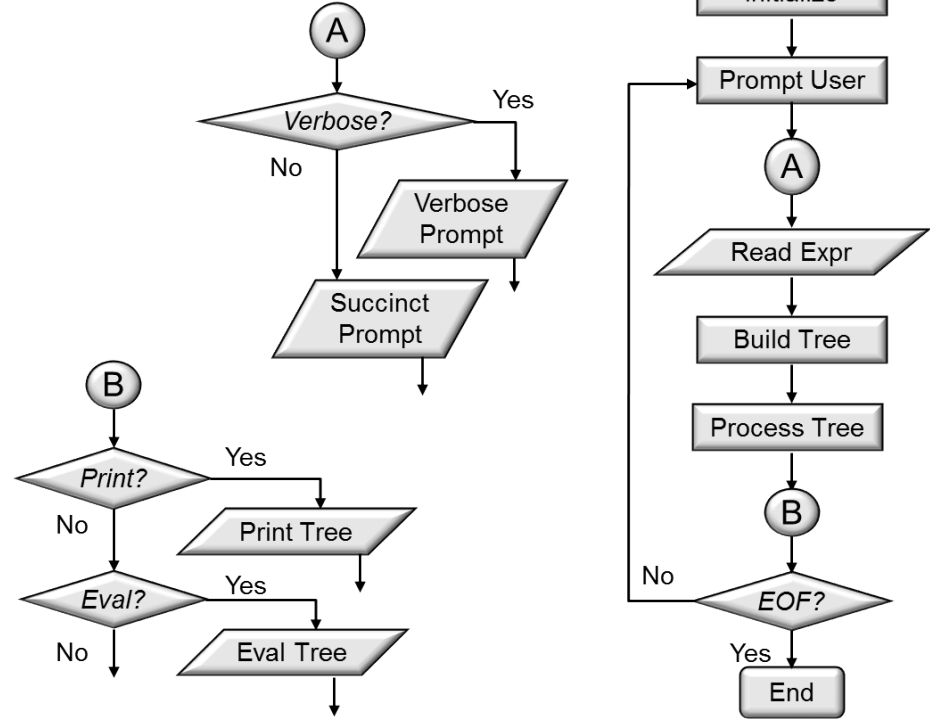 A
Verbose?
Yes
No
Verbose
Prompt
Succinct
Prompt
B
Print?
Yes
No
Print Tree
Eval?
Yes
No
Eval Tree
Initialize
Prompt User
A
Read Expr
Build Tree
Process Tree
B
No
EOF?
Yes
End